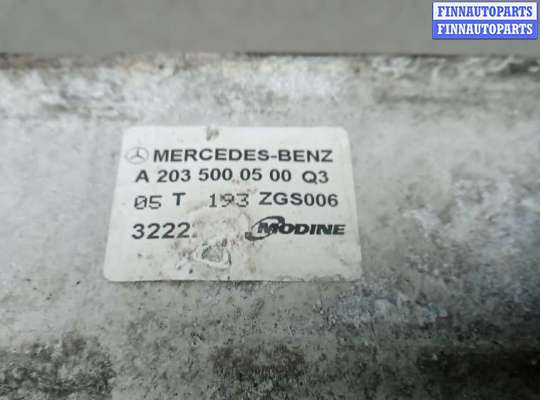 FINNAUTOPARTS
FINNAUTOPARTS
MERCEDES-BENZ
A 203 500 05 00 Q3
05 T 193 ZGS006
3222 MODINE